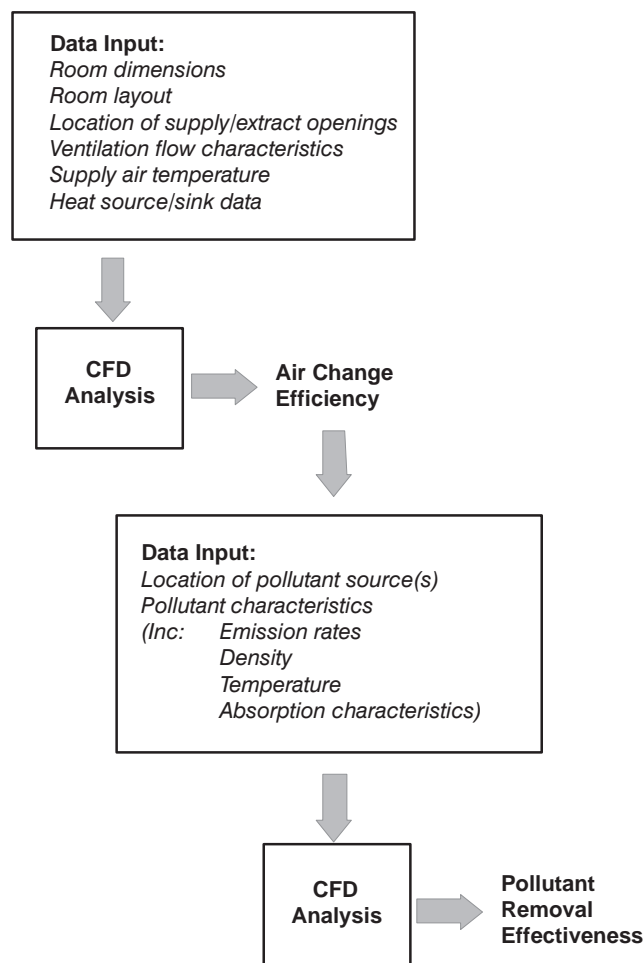 Data Input:
Room dimensions
Room layout
Location of supply/extract openings
Ventilation flow characteristics
Supply air temperature
Heat source/sink data
CFD
Analysis
Air Change
Efficiency
Data Input:
Location of pollutant source(s)
Pollutant characteristics
(Inc: Emission rates
Density
Temperature
Absorption characteristics)
CFD
Analysis
Pollutant
Removal
Effectiveness